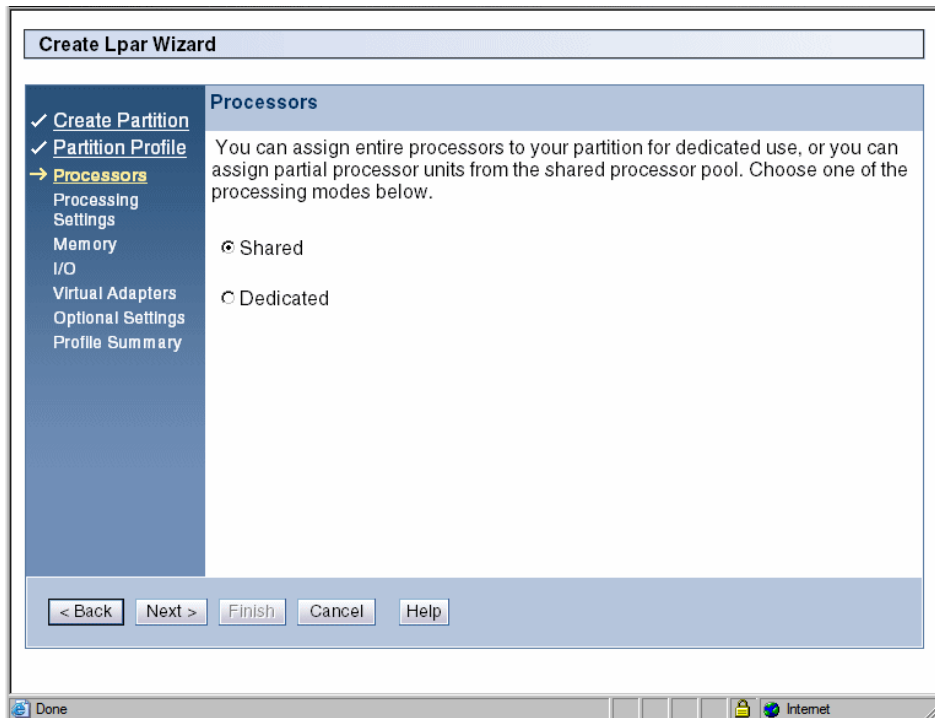 Create Lpar Wizard
Create Partition
Partition Profile
Processors
Processing
Settings
Memory
I/O
Virtual Adapters
Optional Settings
Profile Summary
Processors
You can assign entire processors to your partition for dedicated use, or you can
assign partial processor units from the shared processor pool. Choose one of the
processing modes below.
Shared
Dedicated
< Back
Next >
Finish
Cancel
Help
Done
Internet